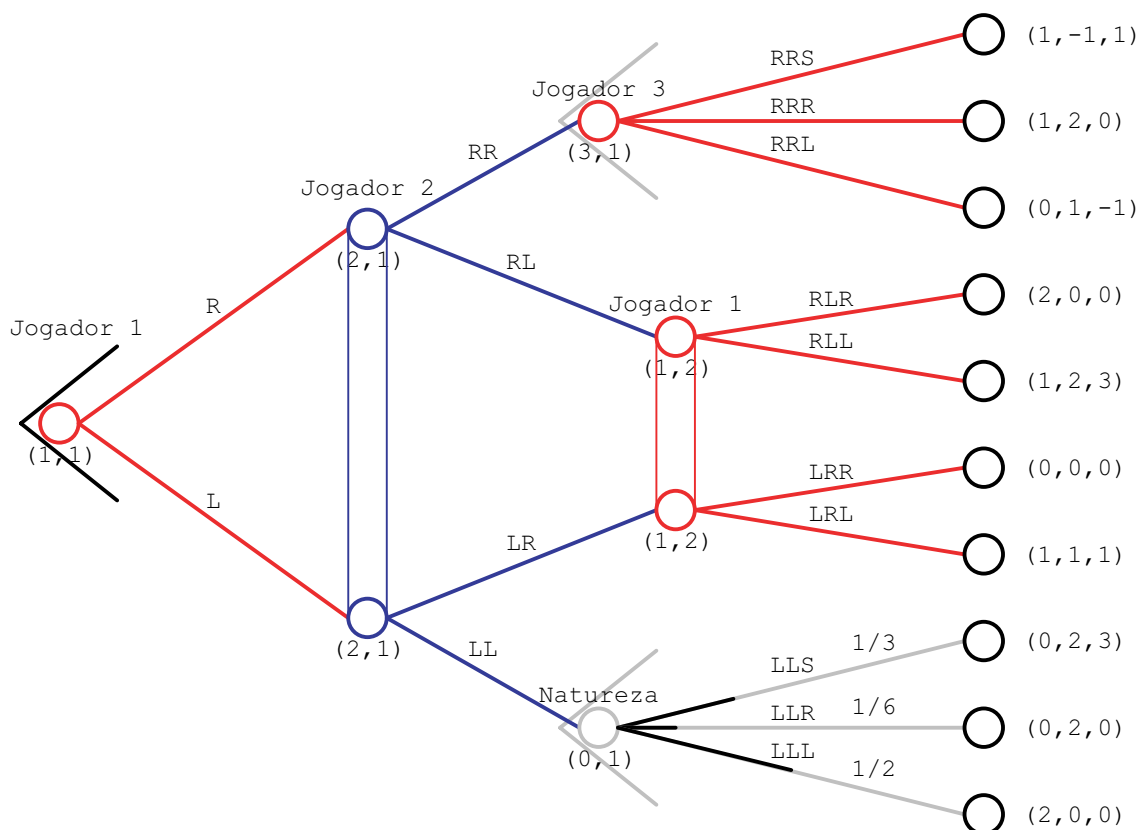 (1,-1,1)
RRS
Jogador 3
RRR
(1,2,0)
RR
(3,1)
RRL
Jogador 2
(0,1,-1)
(2,1)
RL
R
Jogador 1
RLR
(2,0,0)
Jogador 1
RLL
(1,2)
(1,2,3)
(1,1)
LRR
(0,0,0)
L
LRL
LR
(1,2)
(1,1,1)
(2,1)
LL
1/3
(0,2,3)
LLS
Natureza
LLR
1/6
(0,2,0)
(0,1)
LLL
1/2
(2,0,0)